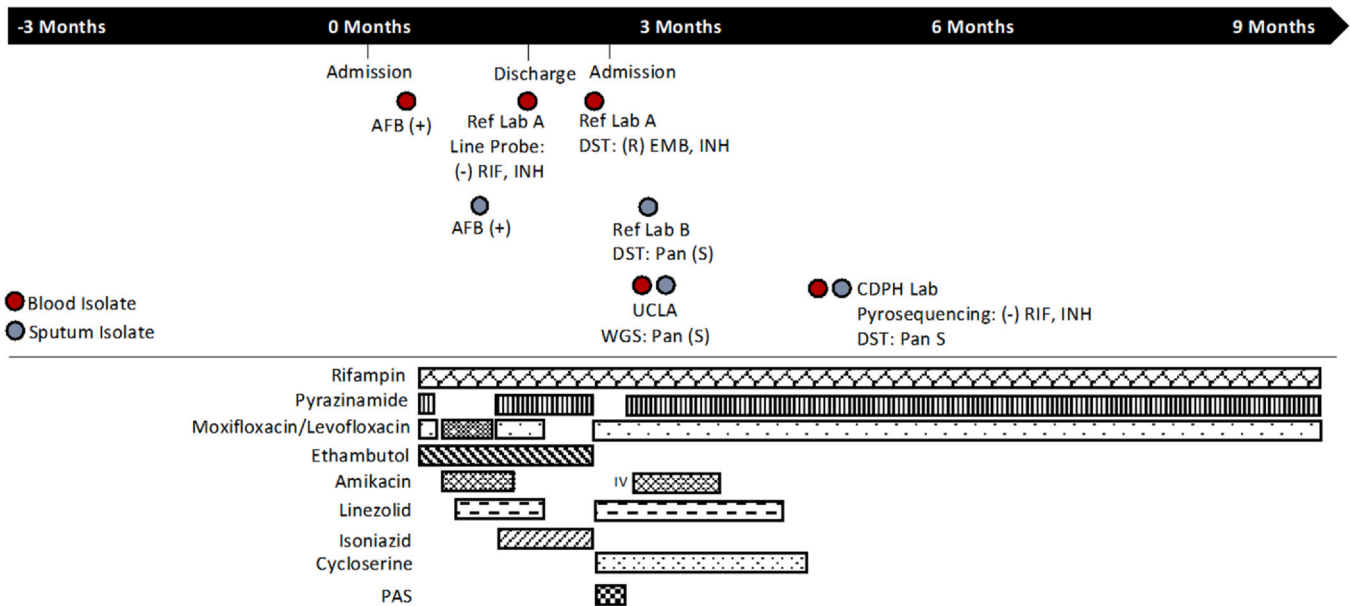 -3 Months 0 Months 3 Months 6 Months 9 Months
Admission Discharge Admission
AFB (+)
Ref Lab A
Line Probe:
(-) RIF, INH
Ref Lab A
DST: (R) EMB, INH
AFB (+)
Ref Lab B
DST: Pan (S)
Blood Isolate
Sputum Isolate
UCLA
WGS: Pan (S)
CDPH Lab
Pyrosequencing: (-) RIF, INH
DST: Pan S
Rifampin
Pyrazinamide
Moxifloxacin/Levofloxacin
Ethambutol
Amikacin IV
Linezolid
Isoniazid
Cycloserine
PAS